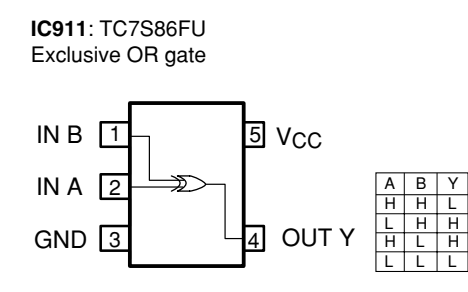 IC911: TC7S86FU
Exclusive OR gate
IN B 1 5 VCC
IN A 2
GND 3 4 OUT Y
A B Y
H H L
L H H
H L H
L L L